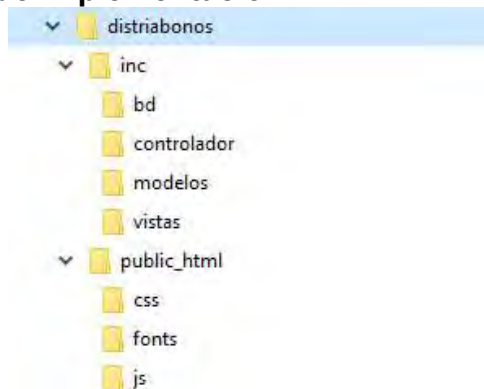 distriabonos
inc
bd
controlador
modelos
vistas
public_html
css
fonts
js